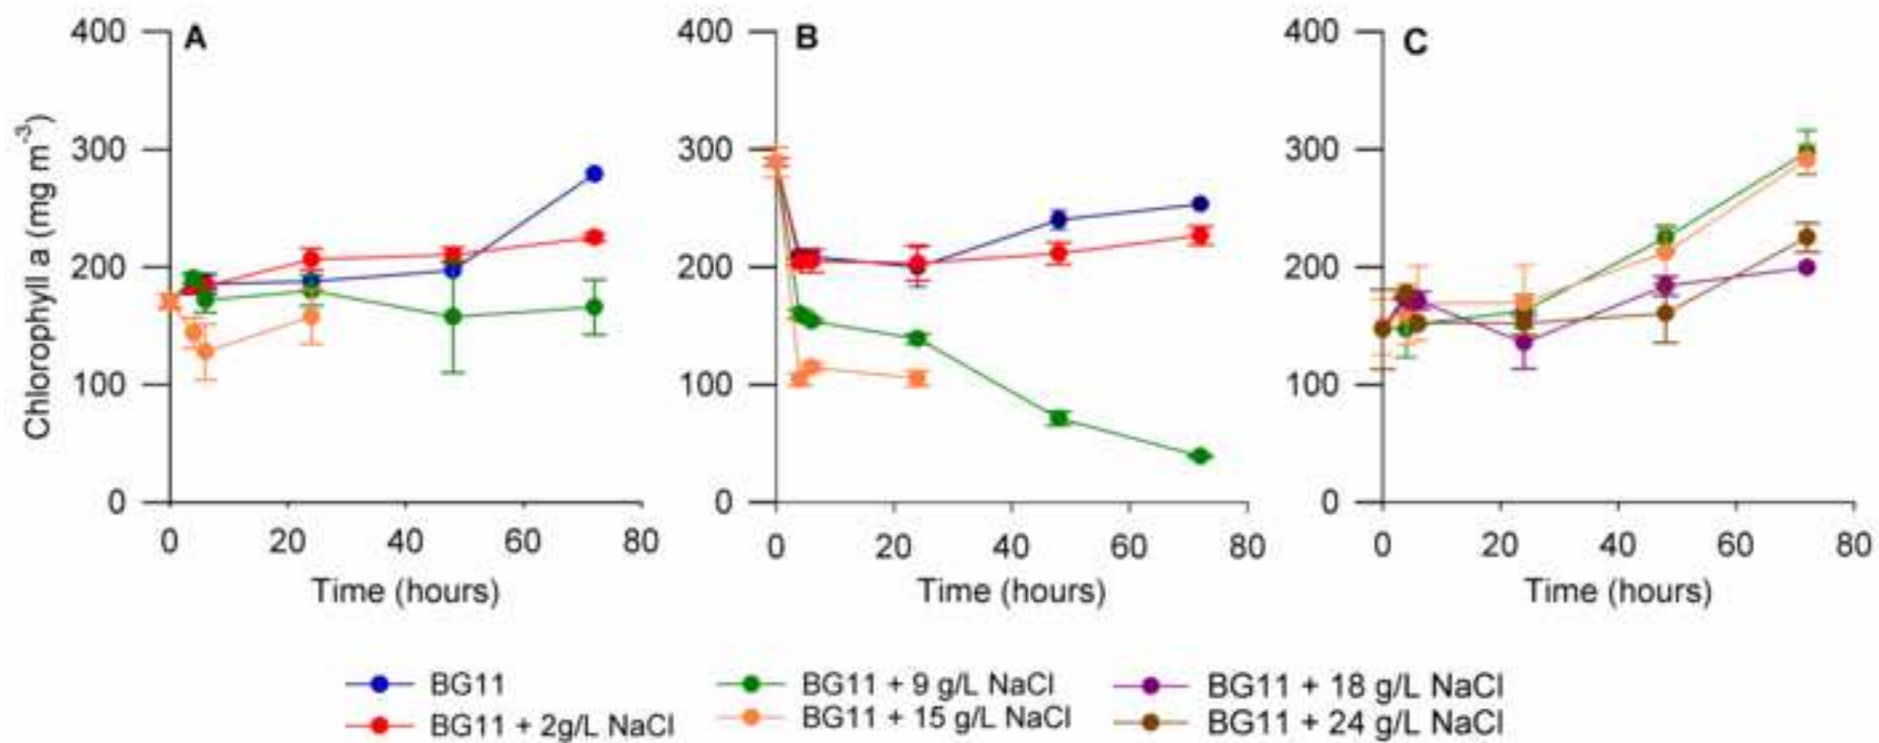 A
B
C
400
300
200
100
0
400
300
200
100
0
400
300
200
100
0
Chlorophyll a (mg m⁻³)
0 20 40 60 80
0 20 40 60 80
0 20 40 60 80
Time (hours)
Time (hours)
Time (hours)
BG11
BG11 + 2g/L NaCl
BG11 + 9 g/L NaCl
BG11 + 15 g/L NaCl
BG11 + 18 g/L NaCl
BG11 + 24 g/L NaCl